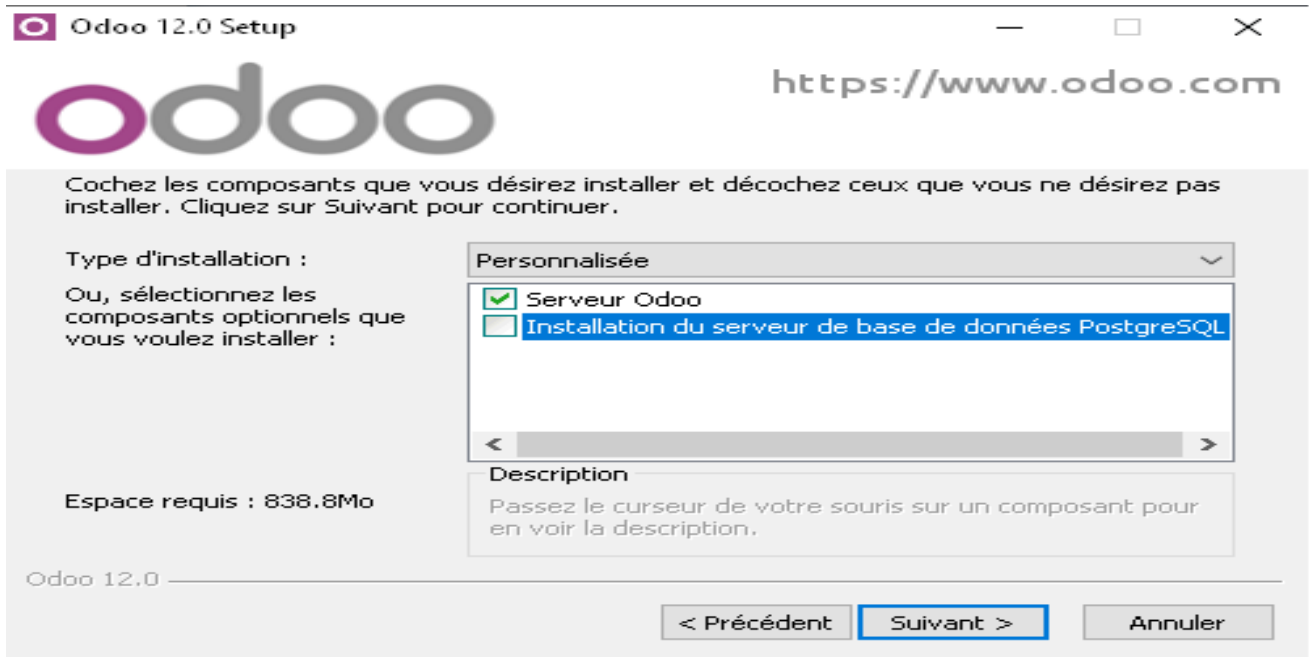 Odoo 12.0 Setup
odoo
https://www.odoo.com
Cochez les composants que vous désirez installer et décochez ceux que vous ne désirez pas
installer. Cliquez sur Suivant pour continuer.
Type d'installation :
Personnalisée
Ou, sélectionnez les
composants optionnels que
vous voulez installer :
Serveur Odoo
Installation du serveur de base de données PostgreSQL
Espace requis : 838.8Mo
Description
Passez le curseur de votre souris sur un composant pour
en voir la description.
Odoo 12.0
< Précédent
Suivant >
Annuler